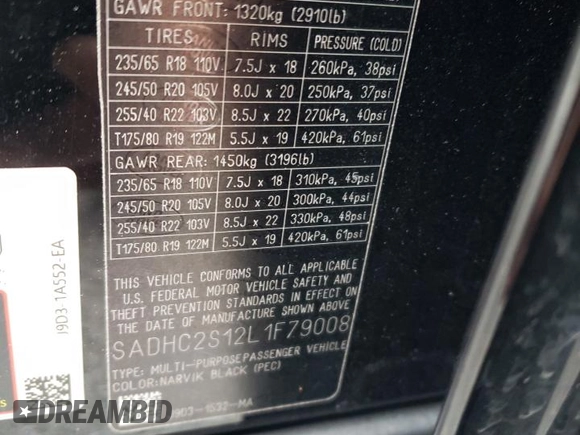 GAWR FRONT: 1320kg (2910lb)
TIRES RIMS PRESSURE (COLD)
235/65 R18 110V 7.5J x 18 260kPa, 38psi
245/50 R20 105V 8.0J x 20 250kPa, 37psi
255/40 R22 103V 8.5J x 22 270kPa, 40psi
T175/80 R19 122M 5.5J x 19 420kPa, 61psi
GAWR REAR: 1450kg (3196lb)
235/65 R18 110V 7.5J x 18 310kPa, 45psi
245/50 R20 105V 8.0J x 20 300kPa, 44psi
255/40 R22 103V 8.5J x 22 330kPa, 48psi
T175/80 R19 122M 5.5J x 19 420kPa, 61psi
THIS VEHICLE CONFORMS TO ALL APPLICABLE
U.S. FEDERAL MOTOR VEHICLE SAFETY AND
THEFT PREVENTION STANDARDS IN EFFECT ON
THE DATE OF MANUFACTURE SHOWN ABOVE
SADHC2S12L1F79008
TYPE: MULTI-PURPOSE PASSENGER VEHICLE
COLOR: NARVIK BLACK (PEC)
J9D3-1532-MA
J9D3-1A552-EA
DREAMBID